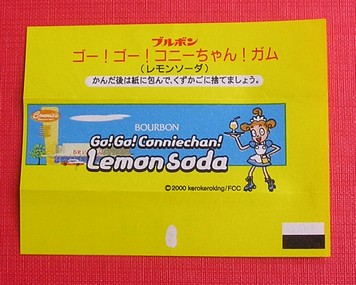 ブルボン
ゴー!ゴー!コニーちゃん!ガム
(レモンソーダ)
かんだ後は紙に包んで、くずかごに捨てましょう。
BOURBON
Go!Go!Conniechan!
Lemon Soda
©2000 kerokeroking/FCC